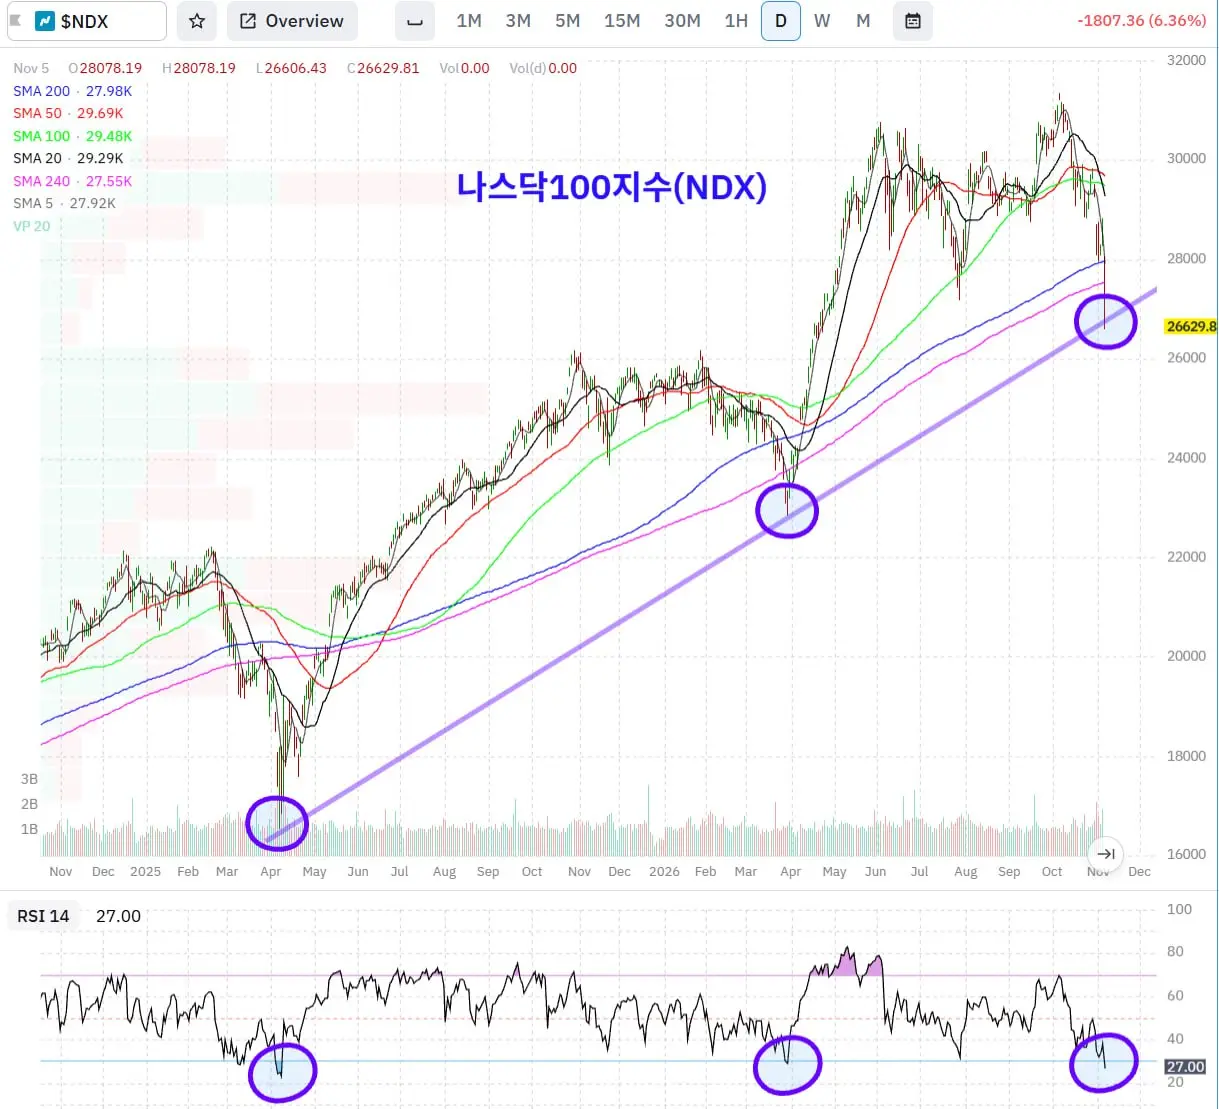 $NDX Overview 1M 3M 5M 15M 30M 1H D W M -1807.36 (6.36%)
Nov 5 O28078.19 H28078.19 L26606.43 C26629.81 Vol0.00 Vol(d)0.00
SMA 200 · 27.98K
SMA 50 · 29.69K
SMA 100 · 29.48K
SMA 20 · 29.29K
SMA 240 · 27.55K
SMA 5 · 27.92K
VP 20
나스닥100지수(NDX)
32000
30000
28000
26629.8
26000
24000
22000
20000
18000
16000
3B
2B
1B
Nov Dec 2025 Feb Mar Apr May Jun Jul Aug Sep Oct Nov Dec 2026 Feb Mar Apr May Jun Jul Aug Sep Oct Nov Dec
RSI 14 27.00
100
80
60
40
27.00
20